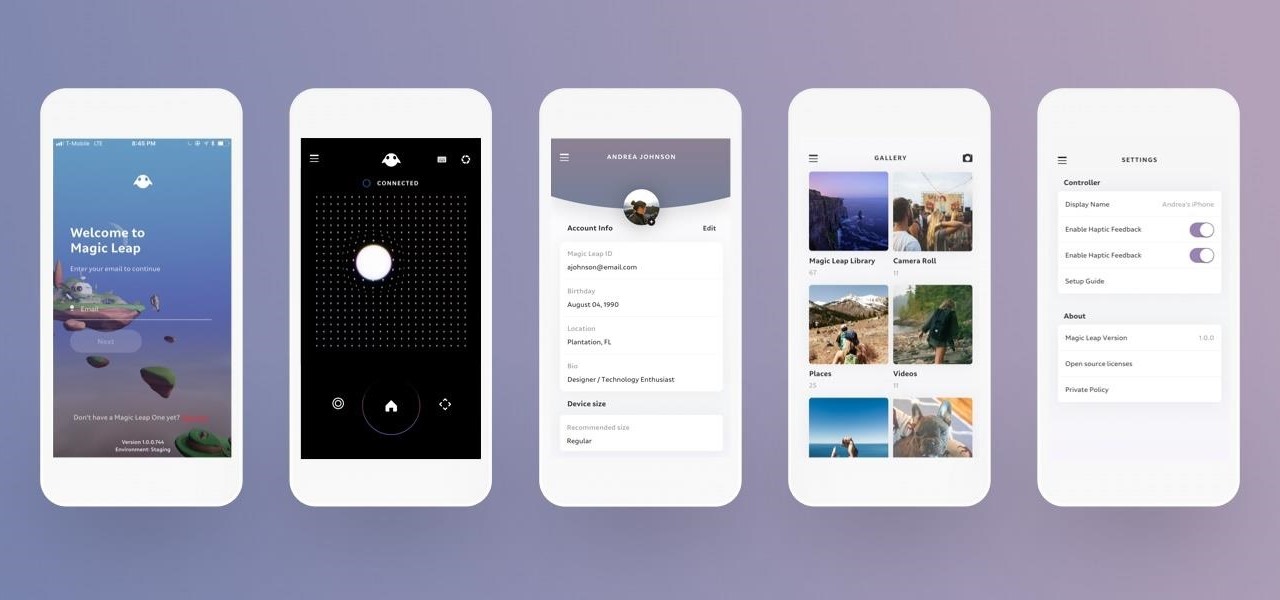 T-Mobile LTE 8:45 PM
Welcome to
Magic Leap
Enter your email to continue
Email
Next
Don't have a Magic Leap One yet?
Version 1.0.0.744
Environment: Staging
CONNECTED
ANDREA JOHNSON
Account Info Edit
Magic Leap ID
ajohnson@email.com
Birthday
August 04, 1990
Location
Plantation, FL
Bio
Designer / Technology Enthusiast
Device size
Recommended size
Regular
GALLERY
Magic Leap Library Camera Roll
67 11
Places Videos
25 11
SETTINGS
Controller
Display Name Andrea's iPhone
Enable Haptic Feedback
Enable Haptic Feedback
Setup Guide
About
Magic Leap Version 1.0.0
Open source licenses
Private Policy